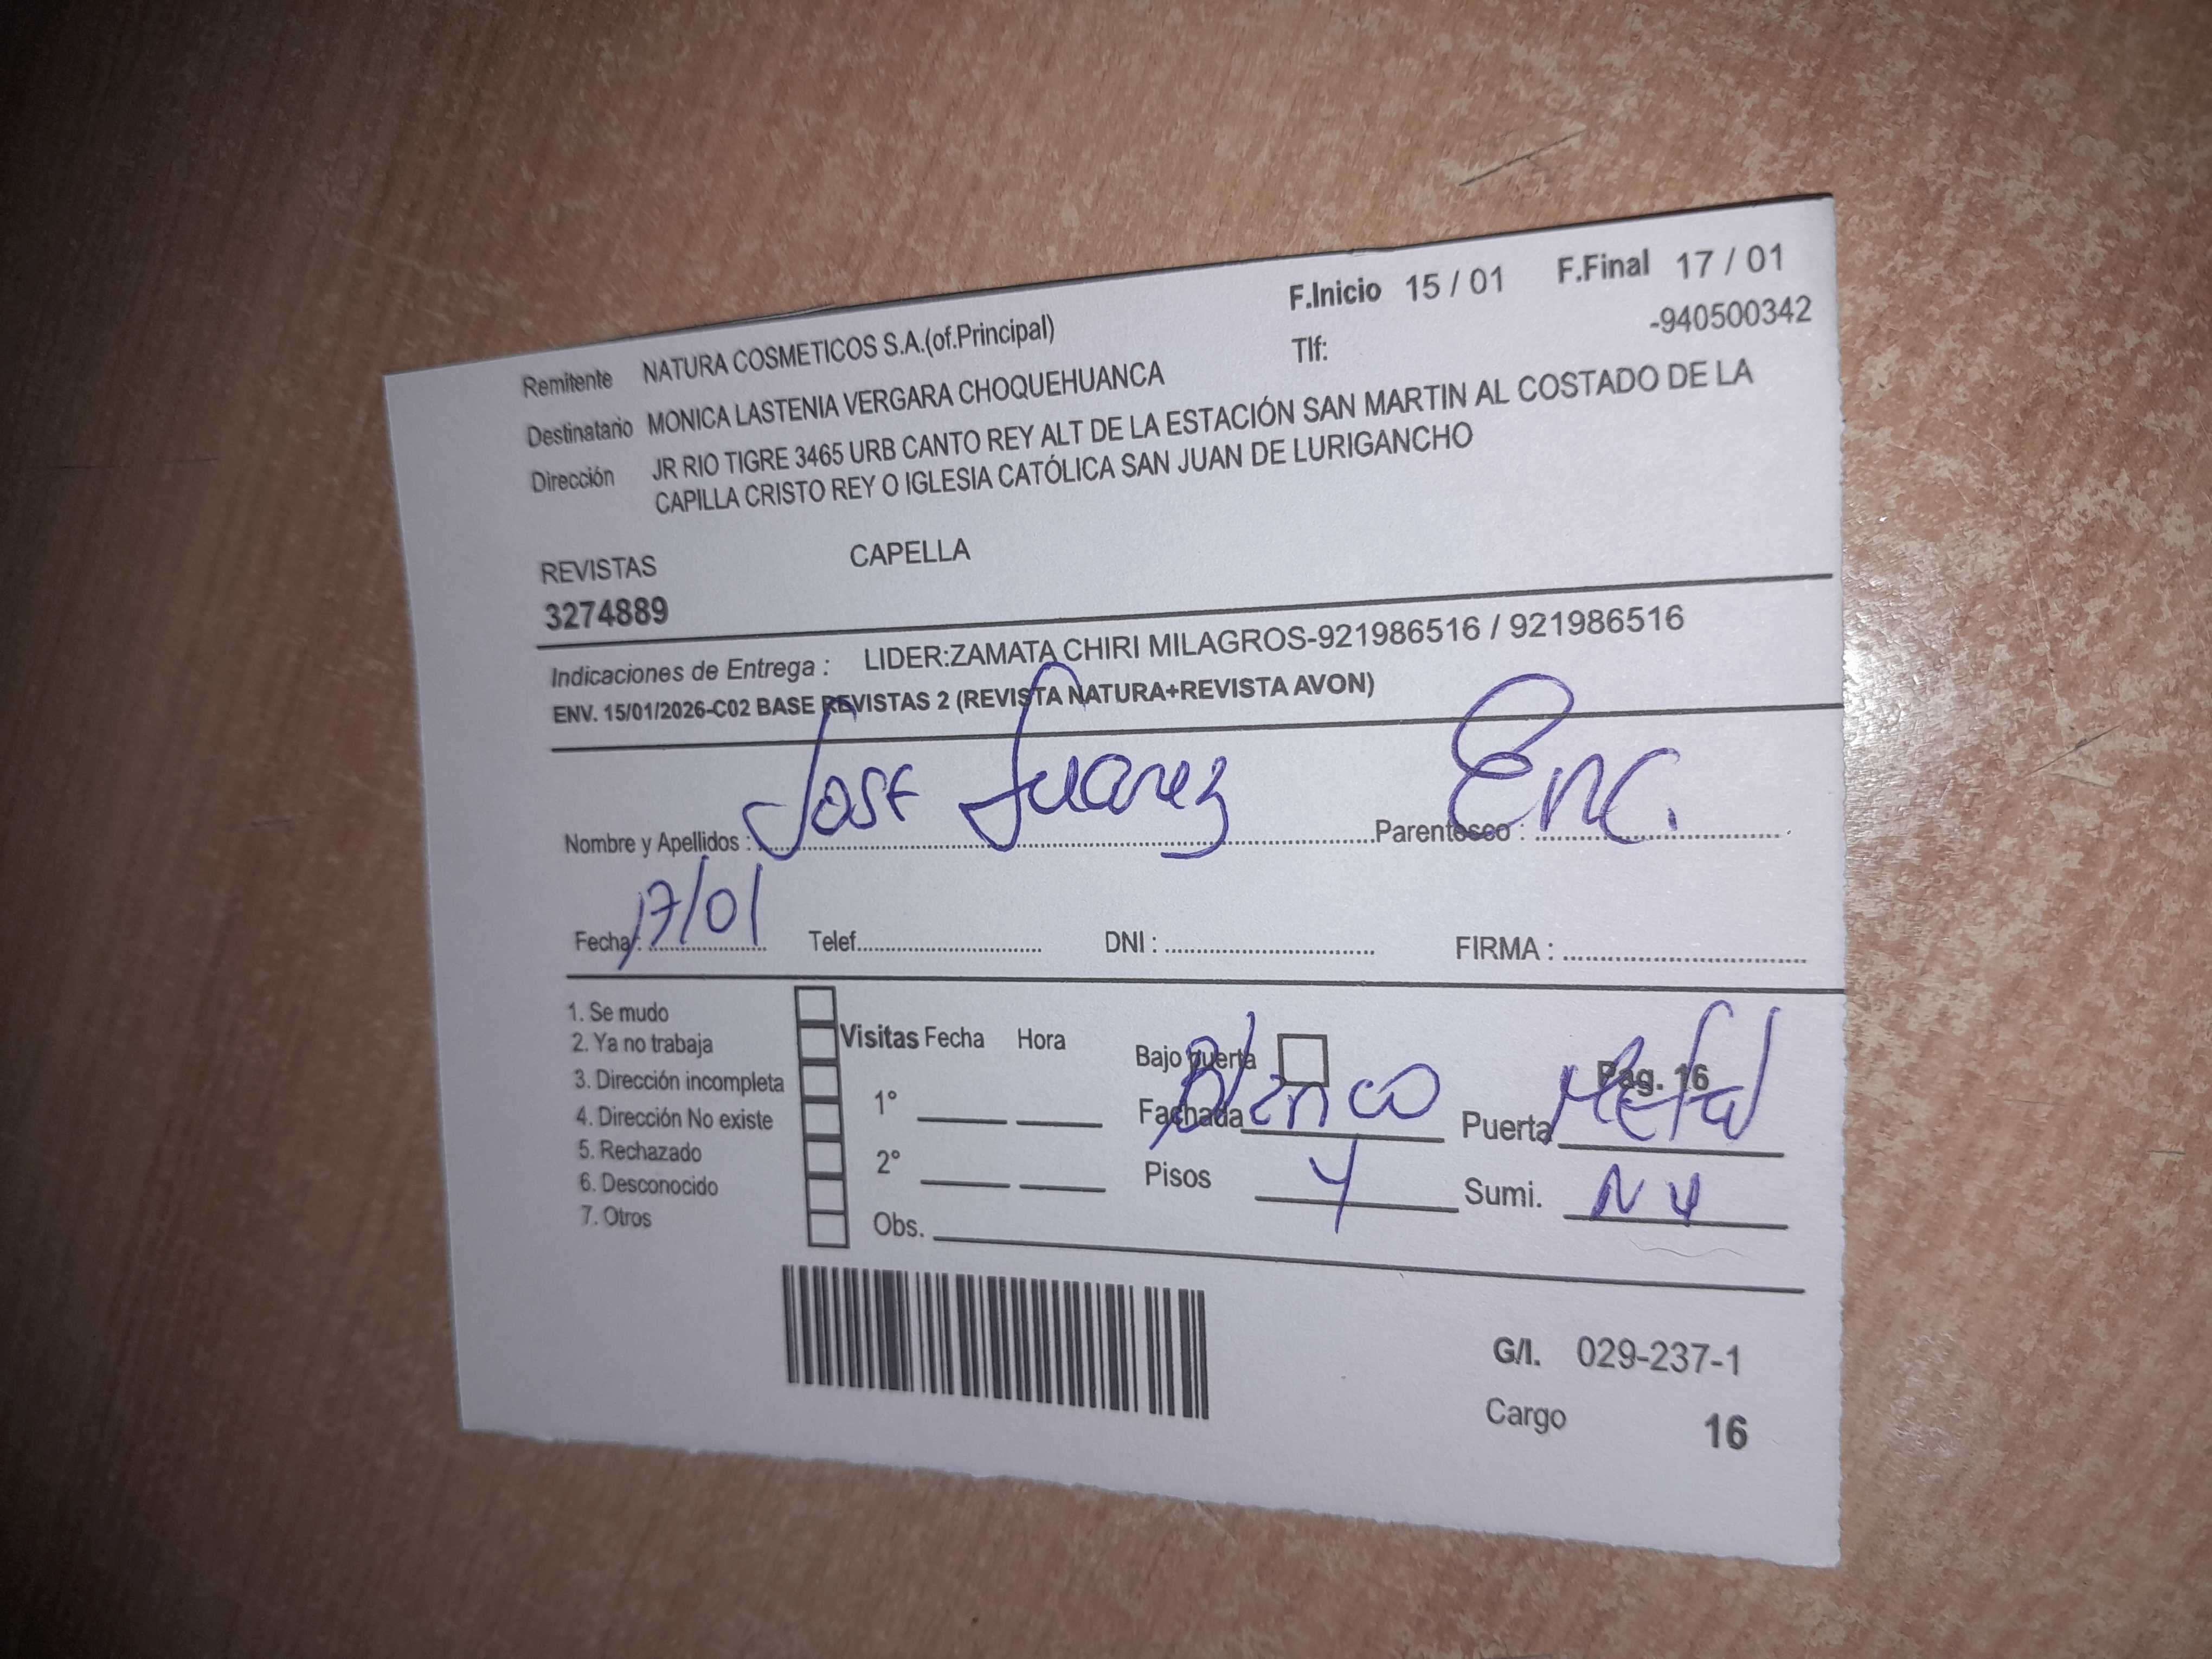 F.Inicio 15 / 01 F.Final 17 / 01
Remitente NATURA COSMETICOS S.A.(of.Principal) Tlf: -940500342
Destinatario MONICA LASTENIA VERGARA CHOQUEHUANCA
Dirección JR RIO TIGRE 3465 URB CANTO REY ALT DE LA ESTACIÓN SAN MARTIN AL COSTADO DE LA
CAPILLA CRISTO REY O IGLESIA CATÓLICA SAN JUAN DE LURIGANCHO
REVISTAS CAPELLA
3274889
Indicaciones de Entrega : LIDER:ZAMATA CHIRI MILAGROS-921986516 / 921986516
ENV. 15/01/2026-C02 BASE REVISTAS 2 (REVISTA NATURA+REVISTA AVON)
Nombre y Apellidos : Jose Juarez Parentesco : Enc.
Fecha : 17/01 Telef. DNI : FIRMA :
1. Se mudo
2. Ya no trabaja Visitas Fecha Hora Bajo puerta Pag. 16
3. Dirección incompleta
4. Dirección No existe 1° Fachada Blanco Puerta Metal
5. Rechazado
6. Desconocido 2° Pisos 4 Sumi. N 4
7. Otros Obs.
G/I. 029-237-1
Cargo 16